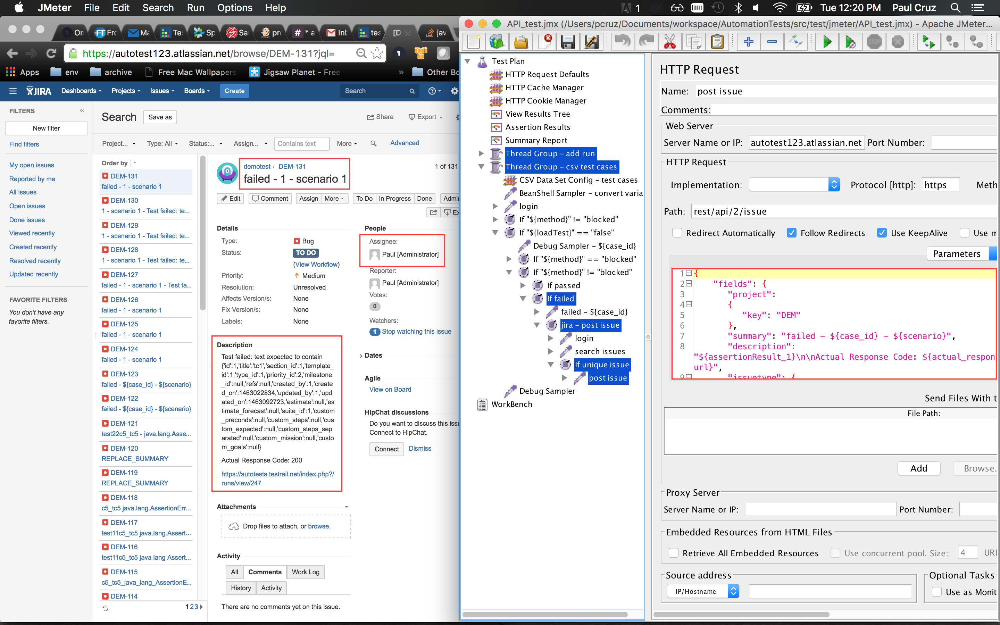 JMeter File Edit Search Run Options Help
1 Tue 12:20 PM Paul Cruz
On Fro Ma Te Sp Sa pro # * a Inb tes [D jav
https://autotest123.atlassian.net/browse/DEM-131?jql=
Apps env archive Free Mac Wallpapers Jigsaw Planet - Free » Other Bo
JIRA Dashboards Projects Issues Boards Create Search
FILTERS «
New filter
Find filters
My open issues
Reported by me
All issues
Open issues
Done issues
Viewed recently
Created recently
Resolved recently
Updated recently
FAVORITE FILTERS
You don't have any
favorite filters.
Search Save as Share Export
Project... Type: All Status:... Assign... Contains text More Advanced
Order by
DEM-131
failed - 1 - scenario 1
DEM-130
1 - scenario 1 - Test failed: te...
DEM-129
1 - scenario 1 - Test failed: te...
DEM-128
1 - scenario 1 - Test failed: te...
DEM-127
failed - 1 - scenario 1 - Test fa...
DEM-126
failed - 1 - scenario 1
DEM-125
failed - 1 - scenario 1
DEM-124
failed - 1 - scenario 1
DEM-123
failed - ${case_id} - ${scenario}
DEM-122
failed - ${case_id} - ${scenario}
DEM-121
test22c5_tc5 - java.lang.Asse...
DEM-120
REPLACE_SUMMARY
DEM-119
REPLACE_SUMMARY
DEM-118
c5_tc5 java.lang.AssertionErr...
DEM-117
test11c5_tc5 java.lang.Assert...
DEM-116
test11c5_tc5 java lang Assert...
DEM-115
c5_tc5_java_lang_AssertionE...
DEM-114
1 2 3
demotest / DEM-131
failed - 1 - scenario 1
1 of 131
Edit Comment Assign More To Do In Progress Done Admi
Ex
Details
Type: Bug
Status: TO DO
(View Workflow)
Priority: Medium
Resolution: Unresolved
Affects Version/s: None
Fix Version/s: None
Labels: None
Description
Test failed: text expected to contain
{'id':1,'title':'tc1','section_id':1,'template_
id':1,'type_id':1,'priority_id':2,'milestone
_id':null,'refs':null,'created_by':1,'create
d_on':1463022834,'updated_by':1,'upd
ated_on':1463092723,'estimate':null,'es
timate_forecast':null,'suite_id':1,'custom
_preconds':null,'custom_steps':null,'cus
tom_expected':null,'custom_steps_sep
arated':null,'custom_mission':null,'custo
m_goals':null}
Actual Response Code: 200
https://autotests.testrail.net/index.php?/
runs/view/247
Attachments
Drop files to attach, or browse.
Activity
All Comments Work Log
History Activity
There are no comments yet on this issue.
People
Assignee:
Paul [Administrator]
Reporter:
Paul [Administrator]
Votes:
0
Watchers:
1 Stop watching this issue
Dates
Agile
View on Board
HipChat discussions
Do you want to discuss this issu
Connect to HipChat.
Connect Dismiss
API_test.jmx (/Users/pcruz/Documents/workspace/AutomationTests/src/test/jmeter/API_test.jmx) - Apache JMeter...
STOP
Test Plan
HTTP Request Defaults
HTTP Cache Manager
HTTP Cookie Manager
View Results Tree
Assertion Results
Summary Report
Thread Group - add run
Thread Group - csv test cases
CSV Data Set Config - test cases
BeanShell Sampler - convert varia
login
If "${method}" != "blocked"
If "${loadTest}" == "false"
Debug Sampler - ${case_id}
If "${method}" == "blocked"
If "${method}" != "blocked"
If passed
If failed
failed - ${case_id}
jira - post issue
login
search issues
If unique issue
post issue
Debug Sampler
WorkBench
HTTP Request
Name: post issue
Comments:
Web Server
Server Name or IP: autotest123.atlassian.net Port Number:
HTTP Request
Implementation: Protocol [http]: https Meth
Path: rest/api/2/issue
Redirect Automatically Follow Redirects Use KeepAlive Use m
Parameters
1 {
2 "fields": {
3 "project":
4 {
5 "key": "DEM"
6 },
7 "summary": "failed - ${case_id} - ${scenario}",
8 "description":
"${assertionResult_1}\n\nActual Response Code: ${actual_respon
url}",
9 "issuetype": {
Send Files With t
File Path:
Add Browse.
Proxy Server
Server Name or IP: Port Number:
Embedded Resources from HTML Files
Retrieve All Embedded Resources Use concurrent pool. Size: 4 URL
Source address Optional Tasks
IP/Hostname Use as Monit